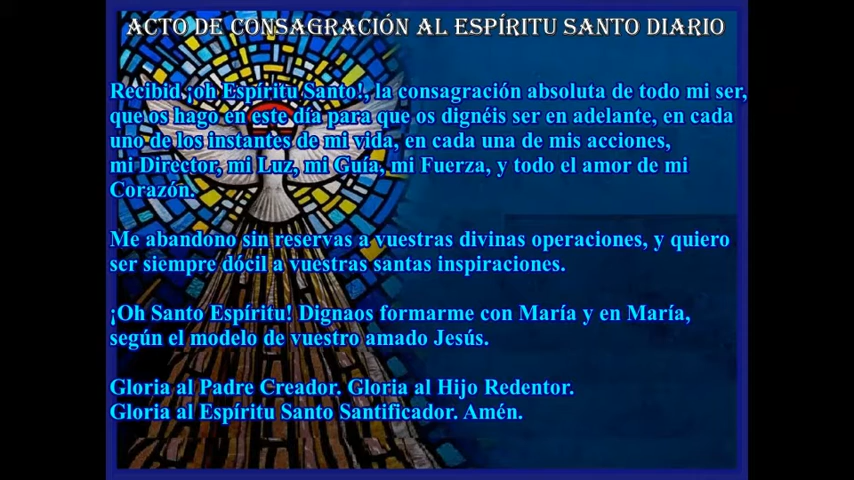 ACTO DE CONSAGRACIÓN AL ESPÍRITU SANTO DIARIO
Recibid ¡oh Espíritu Santo!, la consagración absoluta de todo mi ser,
que os hago en este día para que os dignéis ser en adelante, en cada
uno de los instantes de mi vida, en cada una de mis acciones,
mi Director, mi Luz, mi Guía, mi Fuerza, y todo el amor de mi
Corazón.
Me abandono sin reservas a vuestras divinas operaciones, y quiero
ser siempre dócil a vuestras santas inspiraciones.
¡Oh Santo Espíritu! Dignaos formarme con María y en María,
según el modelo de vuestro amado Jesús.
Gloria al Padre Creador. Gloria al Hijo Redentor.
Gloria al Espíritu Santo Santificador. Amén.